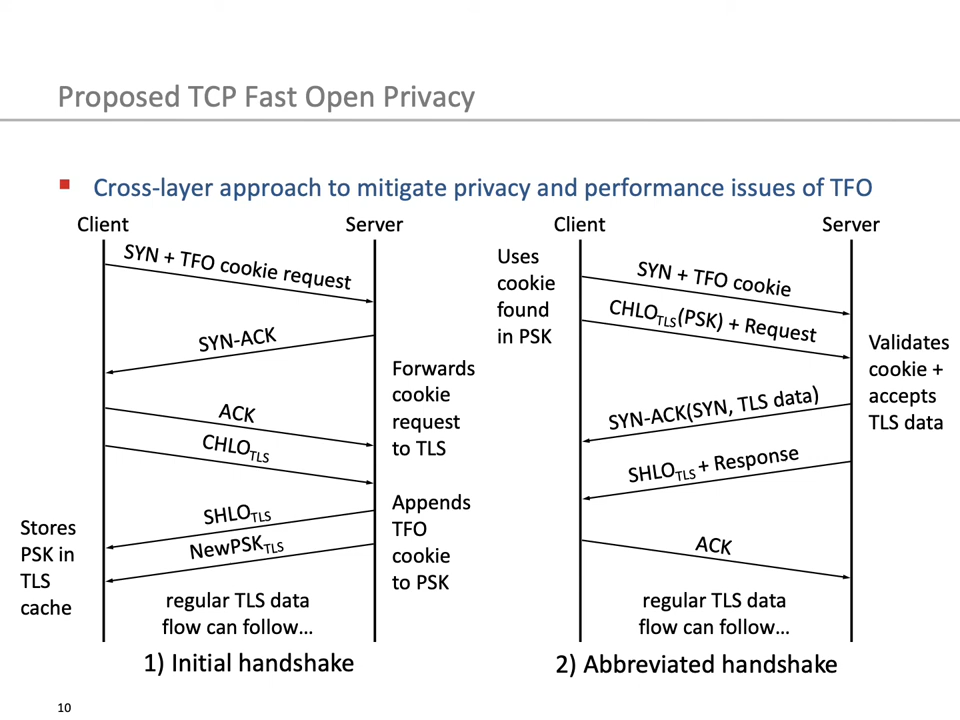 Proposed TCP Fast Open Privacy
Cross-layer approach to mitigate privacy and performance issues of TFO
Client
Server
SYN + TFO cookie request
SYN-ACK
Forwards
cookie
request
to TLS
ACK
CHLOTLS
SHLOTLS
Appends
TFO
cookie
to PSK
NewPSKTLS
Stores
PSK in
TLS
cache
regular TLS data
flow can follow...
1) Initial handshake
Client
Server
Uses
cookie
found
in PSK
SYN + TFO cookie
CHLOTLS(PSK) + Request
Validates
cookie +
accepts
TLS data
SYN-ACK(SYN, TLS data)
SHLOTLS + Response
ACK
regular TLS data
flow can follow...
2) Abbreviated handshake
10